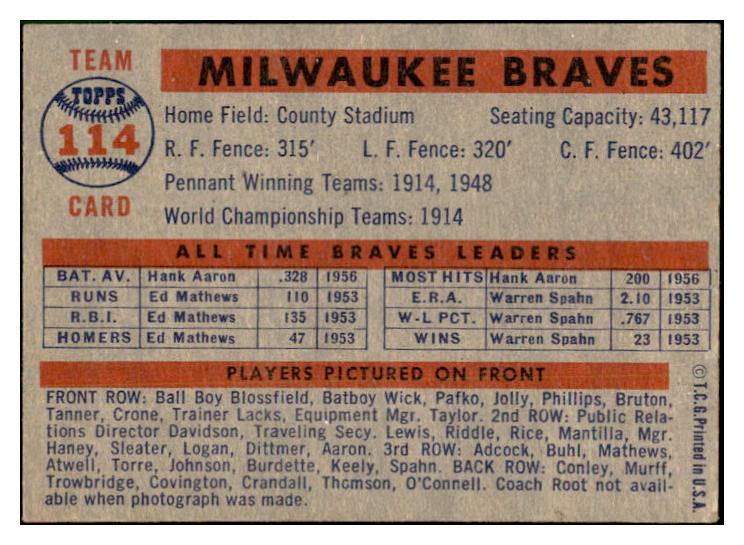 TEAM
TOPPS
114
CARD
MILWAUKEE BRAVES
Home Field: County Stadium Seating Capacity: 43,117
R. F. Fence: 315′ L. F. Fence: 320′ C. F. Fence: 402′
Pennant Winning Teams: 1914, 1948
World Championship Teams: 1914
ALL TIME BRAVES LEADERS
BAT. AV. Hank Aaron .328 1956 MOST HITS Hank Aaron 200 1956
RUNS Ed Mathews 110 1953 E.R.A. Warren Spahn 2.10 1953
R.B.I. Ed Mathews 135 1953 W-L PCT. Warren Spahn .767 1953
HOMERS Ed Mathews 47 1953 WINS Warren Spahn 23 1953
PLAYERS PICTURED ON FRONT
FRONT ROW: Ball Boy Blossfield, Batboy Wick, Pafko, Jolly, Phillips, Bruton,
Tanner, Crone, Trainer Lacks, Equipment Mgr. Taylor. 2nd ROW: Public Rela-
tions Director Davidson, Traveling Secy. Lewis, Riddle, Rice, Mantilla, Mgr.
Haney, Sleater, Logan, Dittmer, Aaron. 3rd ROW: Adcock, Buhl, Mathews,
Atwell, Torre, Johnson, Burdette, Keely, Spahn. BACK ROW: Conley, Murff,
Trowbridge, Covington, Crandall, Thomson, O'Connell. Coach Root not avail-
able when photograph was made.
© T.C.G. Printed in U.S.A.